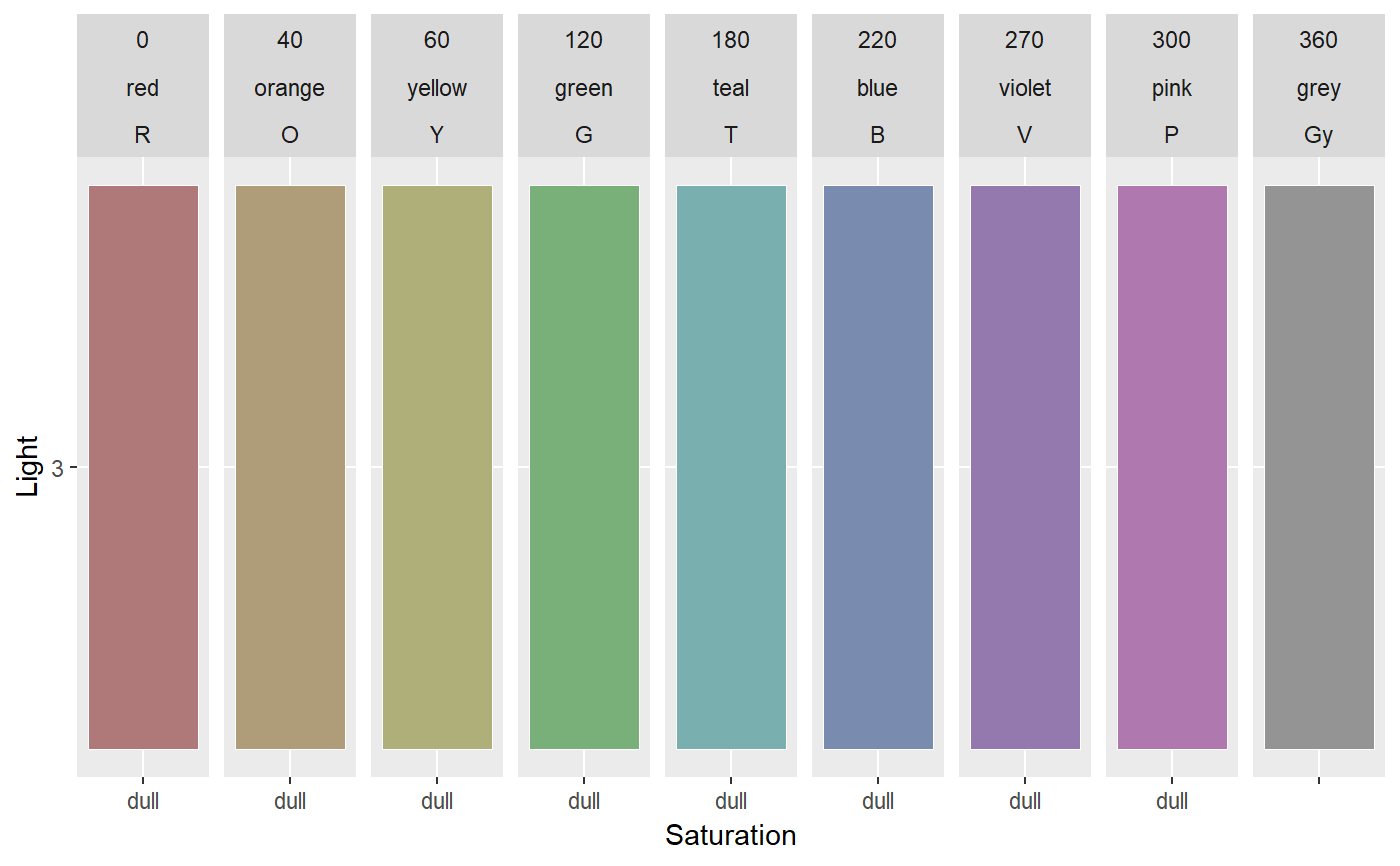 0 40 60 120 180 220 270 300 360
red orange yellow green teal blue violet pink grey
R O Y G T B V P Gy
Light
3
dull dull dull dull dull dull dull dull
Saturation